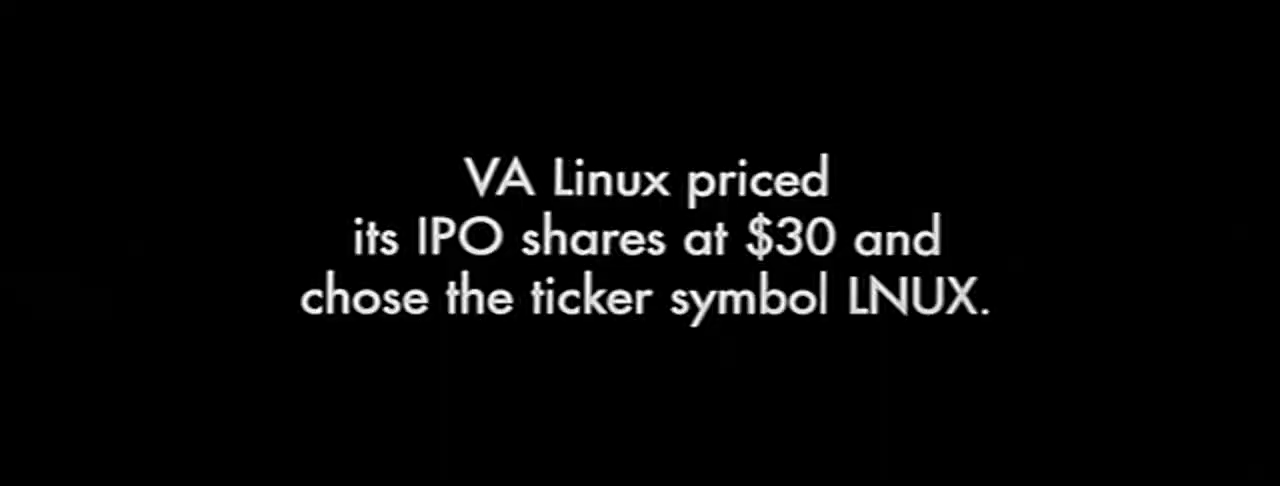 VA Linux priced
its IPO shares at $30 and
chose the ticker symbol LNUX.